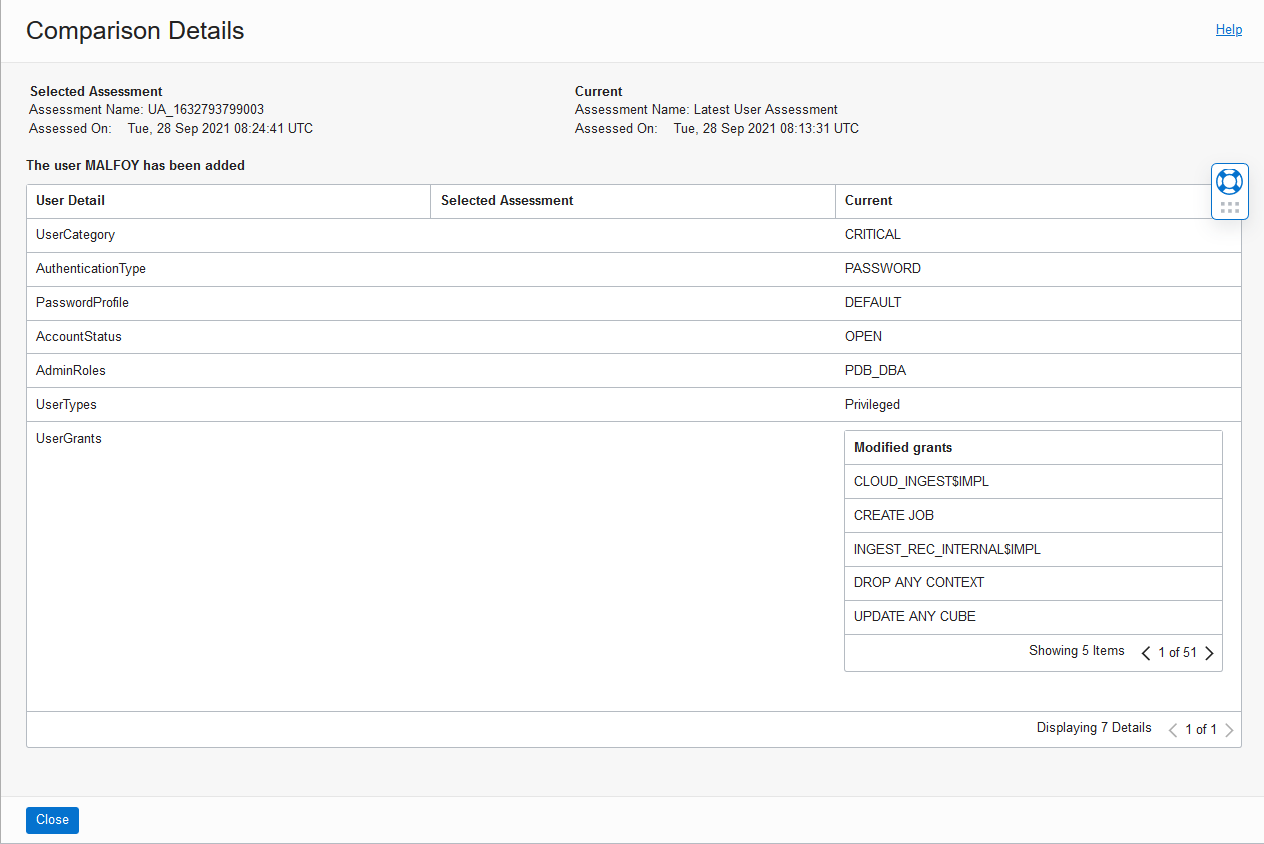 Comparison Details
Help
Selected Assessment
Assessment Name: UA_1632793799003
Assessed On: Tue, 28 Sep 2021 08:24:41 UTC
Current
Assessment Name: Latest User Assessment
Assessed On: Tue, 28 Sep 2021 08:13:31 UTC
The user MALFOY has been added
User Detail Selected Assessment Current
UserCategory CRITICAL
AuthenticationType PASSWORD
PasswordProfile DEFAULT
AccountStatus OPEN
AdminRoles PDB_DBA
UserTypes Privileged
UserGrants
Modified grants
CLOUD_INGEST$IMPL
CREATE JOB
INGEST_REC_INTERNAL$IMPL
DROP ANY CONTEXT
UPDATE ANY CUBE
Showing 5 Items 1 of 51
Displaying 7 Details 1 of 1
Close